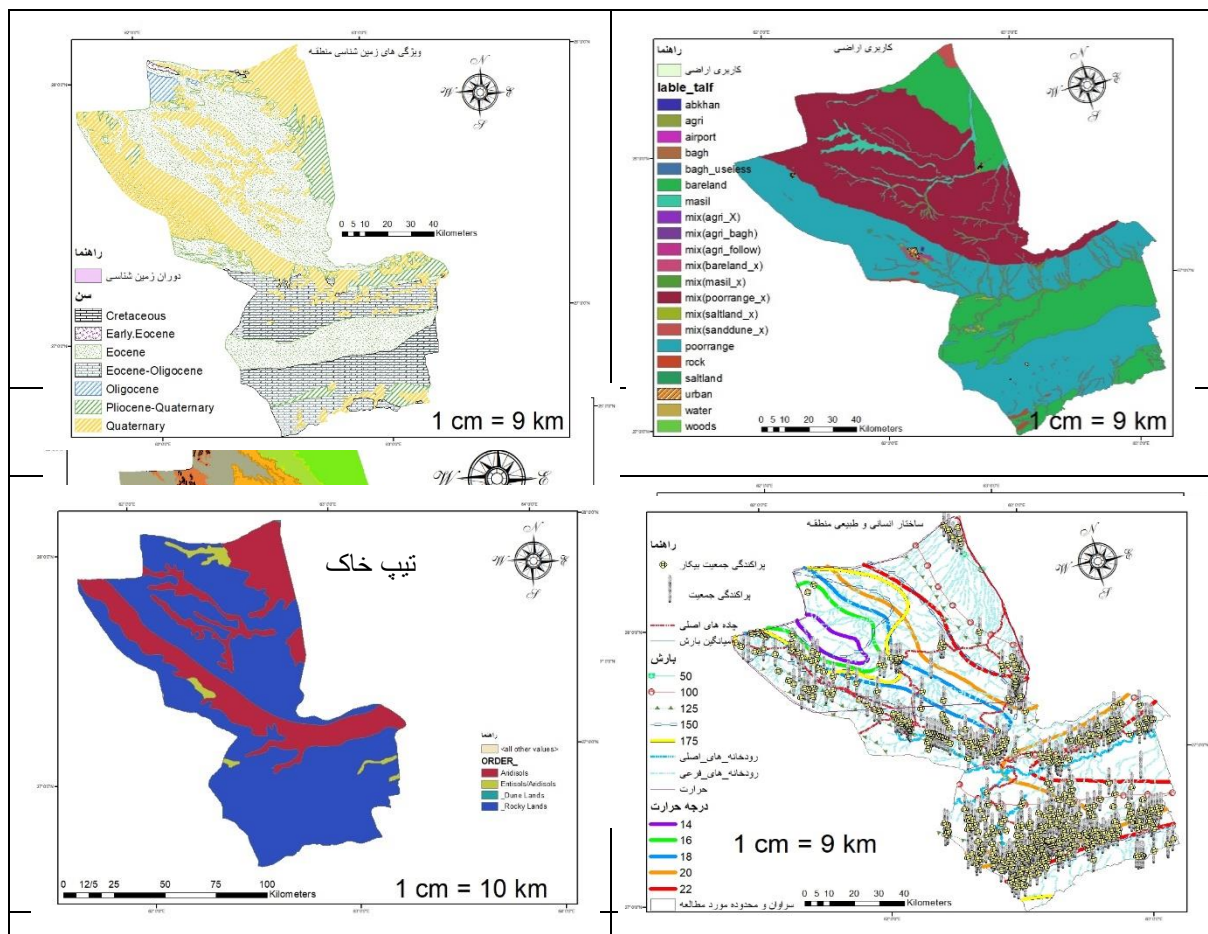 ویژگی های زمین شناسی منطقه
0 5 10 20 30 40
Kilometers
راهنما
دوران زمین شناسی
سن
Cretaceous
Early.Eocene
Eocene
Eocene-Oligocene
Oligocene
Pliocene-Quaternary
Quaternary
1 cm = 9 km
کاربری اراضی
راهنما
کاربری اراضی
lable_talf
abkhan
agri
airport
bagh
bagh_useless
bareland
masil
mix(agri_X)
mix(agri_bagh)
mix(agri_follow)
mix(bareland_x)
mix(masil_x)
mix(poorrange_x)
mix(saltland_x)
mix(sanddune_x)
poorrange
rock
saltland
urban
water
woods
0 5 10 20 30 40
Kilometers
1 cm = 9 km
تیپ خاک
راهنما
<all other values>
ORDER_
Aridisols
Entisols/Aridisols
_Dune Lands
_Rocky Lands
0 12/5 25 50 75 100
Kilometers
1 cm = 10 km
ساختار انسانی و طبیعی منطقه
راهنما
پراکندگی جمعیت بیکار
پراکندگی جمعیت
جاده های اصلی
میانگین بارش
بارش
50
100
125
150
175
رودخانه_های_اصلی
رودخانه_های_فرعی
حرارت
درجه حرارت
14
16
18
20
22
سراوان و محدوده مورد مطالعه
1 cm = 9 km
0 5 10 20 30 40
Kilometers